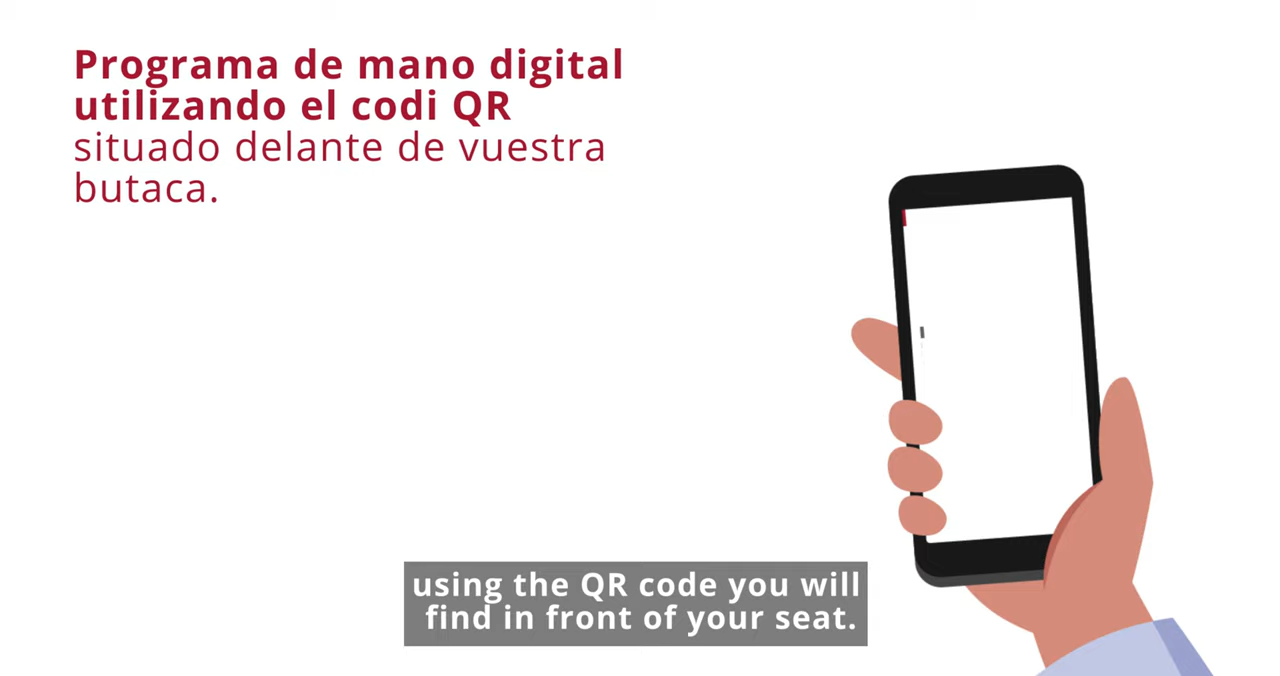 Programa de mano digital
utilizando el codi QR
situado delante de vuestra
butaca.
using the QR code you will
find in front of your seat.